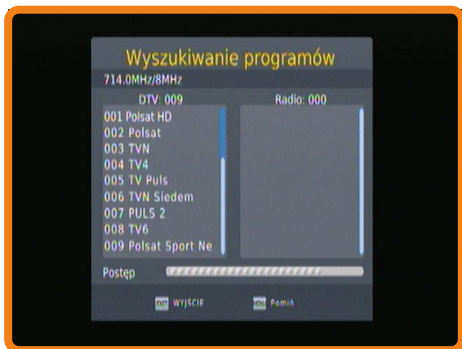 Wyszukiwanie programów
714.0MHz/8MHz
DTV: 009 Radio: 000
001 Polsat HD
002 Polsat
003 TVN
004 TV4
005 TV Puls
006 TVN Siedem
007 PULS 2
008 TV6
009 Polsat Sport Ne
Postęp
EXIT WYJŚCIE MENU Pomiń